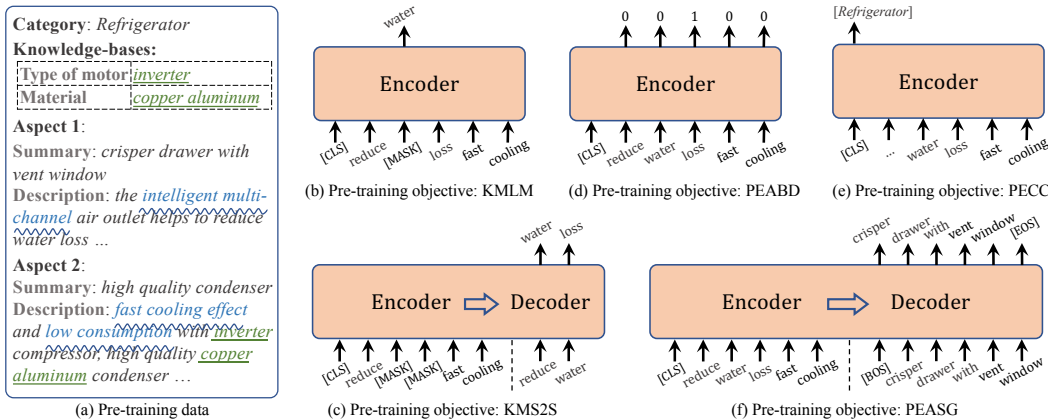 Category: Refrigerator
Knowledge-bases:
Type of motor inverter
Material copper aluminum
Aspect 1:
Summary: crisper drawer with
vent window
Description: the intelligent multi-
channel air outlet helps to reduce
water loss ...
Aspect 2:
Summary: high quality condenser
Description: fast cooling effect
and low consumption with inverter
compressor, high quality copper
aluminum condenser ...
(a) Pre-training data
water
Encoder
[CLS] reduce [MASK] loss fast cooling
(b) Pre-training objective: KMLM
0 0 1 0 0
Encoder
[CLS] reduce water loss fast cooling
(d) Pre-training objective: PEABD
[Refrigerator]
Encoder
[CLS] ... water loss fast cooling
(e) Pre-training objective: PECC
water loss
Encoder Decoder
[CLS] reduce [MASK] [MASK] fast cooling reduce water
(c) Pre-training objective: KMS2S
crisper drawer with vent window [EOS]
Encoder Decoder
[CLS] reduce water loss fast cooling [BOS] crisper drawer with vent window
(f) Pre-training objective: PEASG